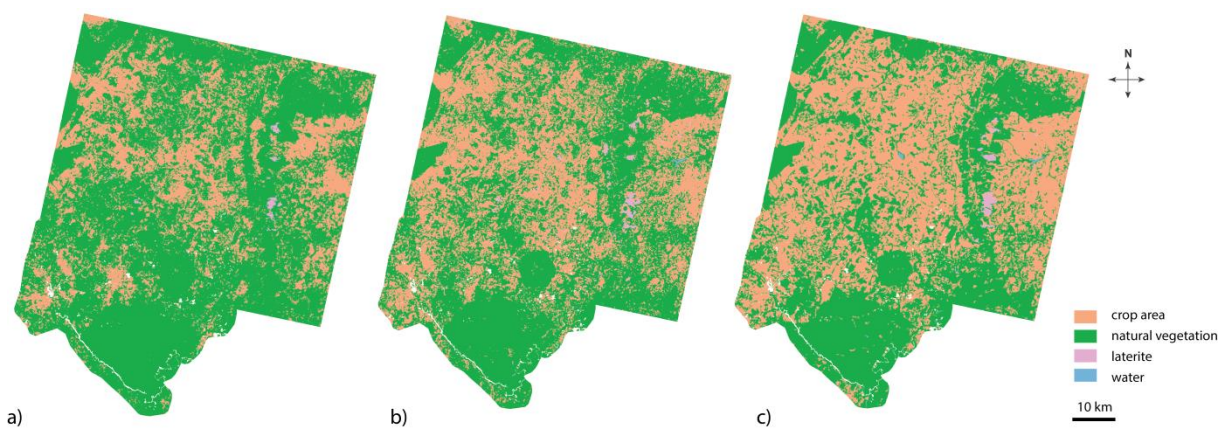 N
crop area
natural vegetation
laterite
water
10 km
a)
b)
c)